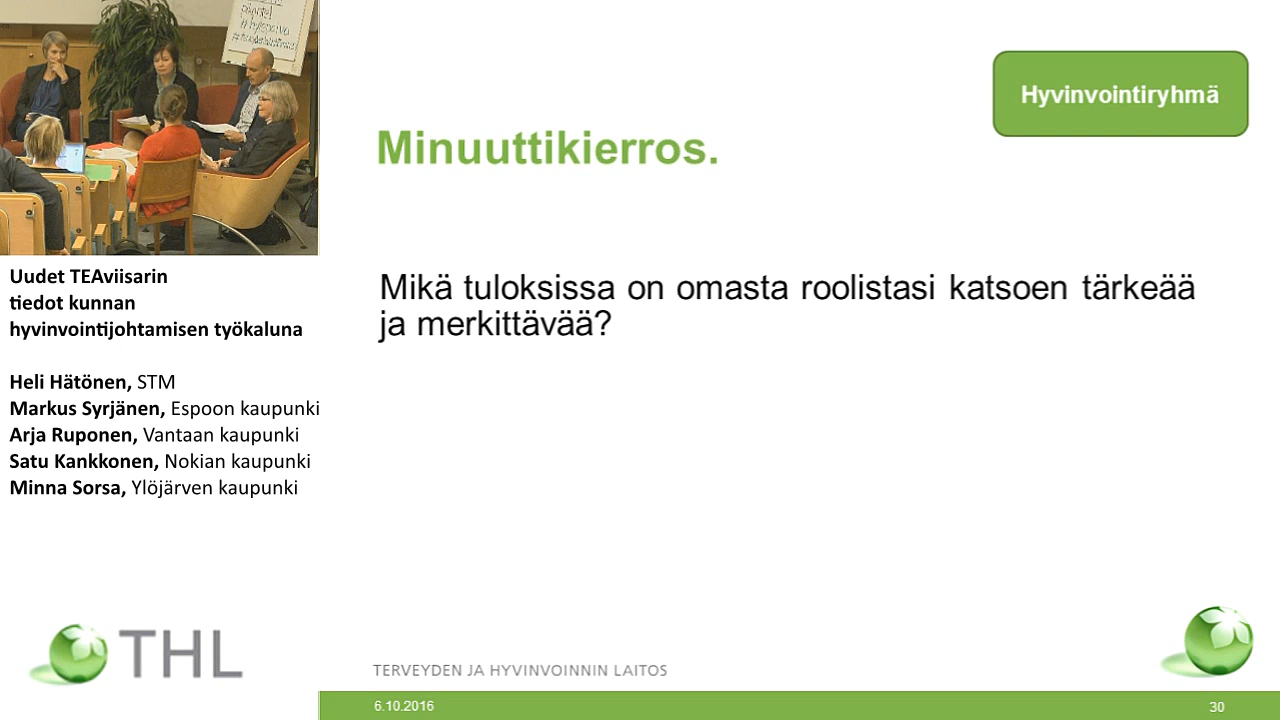 Hyvinvointiryhmä
Minuuttikierros.
Mikä tuloksissa on omasta roolistasi katsoen tärkeää
ja merkittävää?
Uudet TEAviisarin
tiedot kunnan
hyvinvointijohtamisen työkaluna
Heli Hätönen, STM
Markus Syrjänen, Espoon kaupunki
Arja Ruponen, Vantaan kaupunki
Satu Kankkonen, Nokian kaupunki
Minna Sorsa, Ylöjärven kaupunki
THL
TERVEYDEN JA HYVINVOINNIN LAITOS
6.10.2016
30